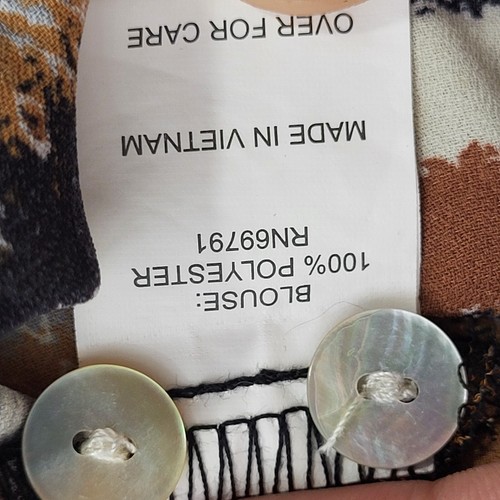 BLOUSE:
100% POLYESTER
RN69791
MADE IN VIETNAM
OVER FOR CARE